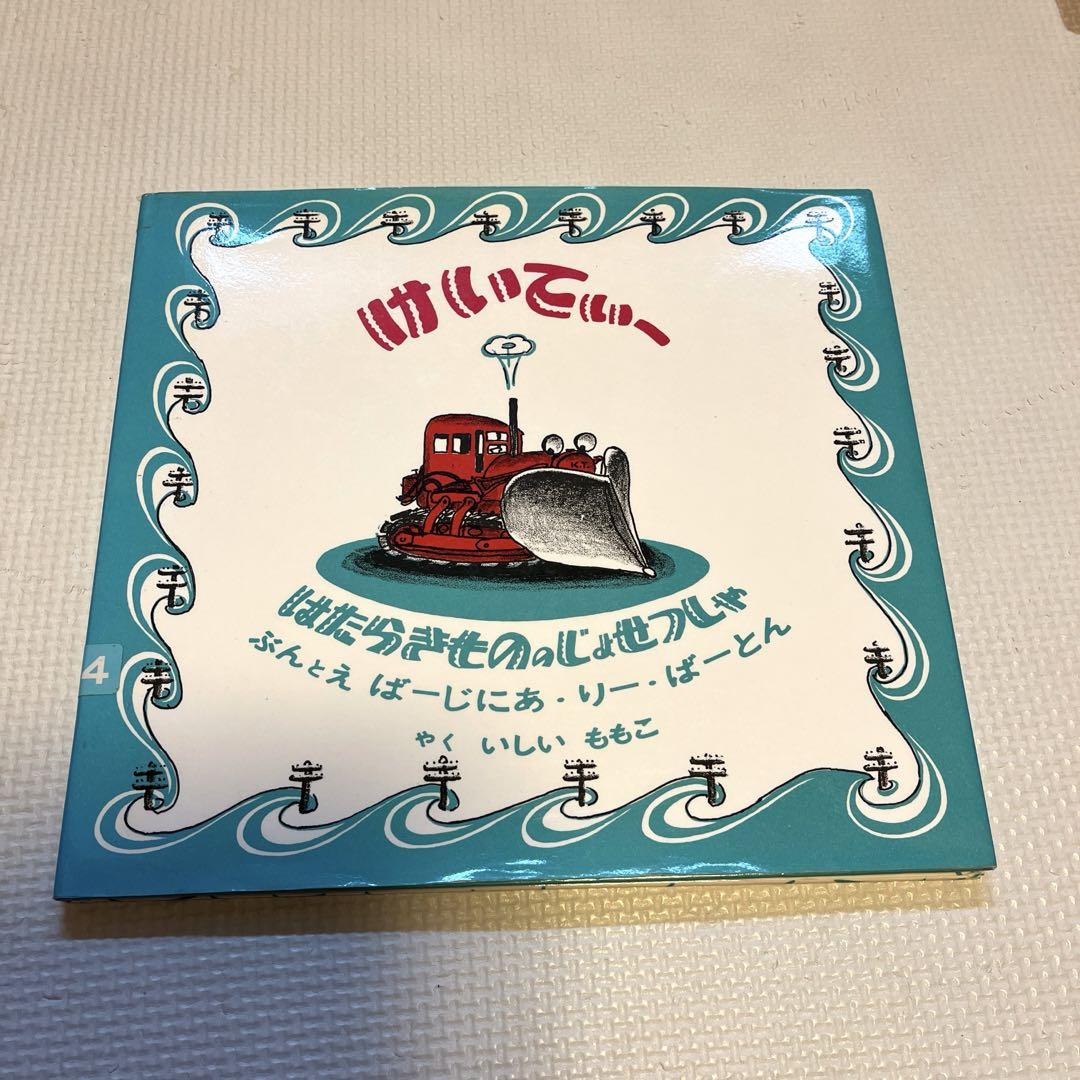 けいてぃー
K.T.
はたらきもののじょせつしゃ
ぶんとえ ばーじにあ・りー・ばーとん
やく いしい ももこ
4